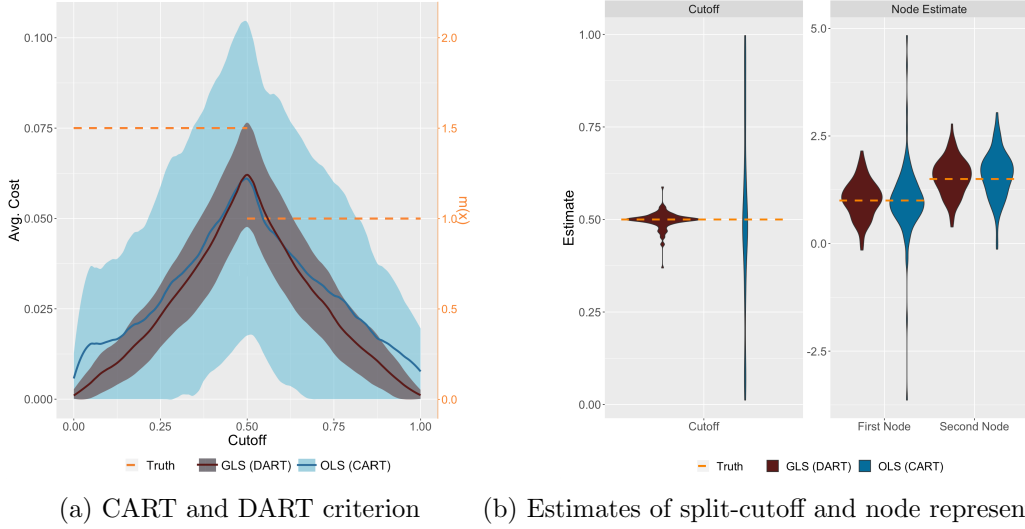 0.100
0.075
0.050
0.025
0.000
Avg. Cost
2.0
1.5
1.0
0.5
0.0
m(x)
0.00 0.25 0.50 0.75 1.00
Cutoff
Truth GLS (DART) OLS (CART)
(a) CART and DART criterion
Cutoff
Node Estimate
1.00
0.75
0.50
0.25
0.00
Estimate
5.0
2.5
0.0
-2.5
Cutoff
First Node Second Node
Truth GLS (DART) OLS (CART)
(b) Estimates of split-cutoff and node represen